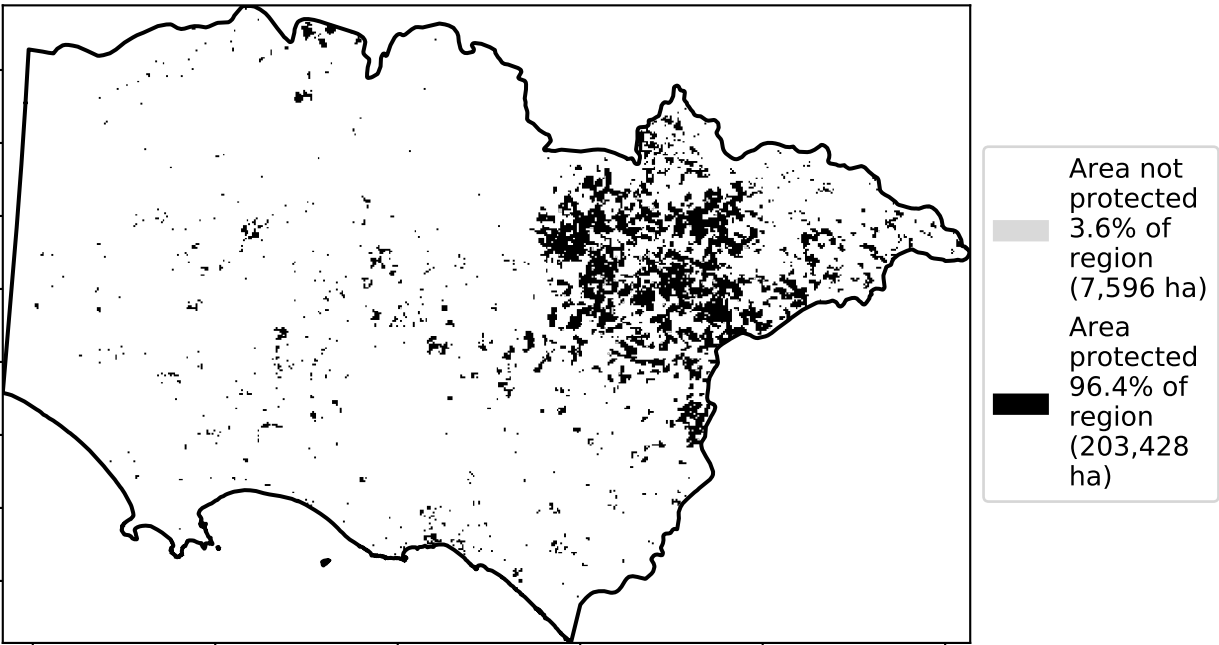 Area not
protected
3.6% of
region
(7,596 ha)
Area
protected
96.4% of
region
(203,428
ha)